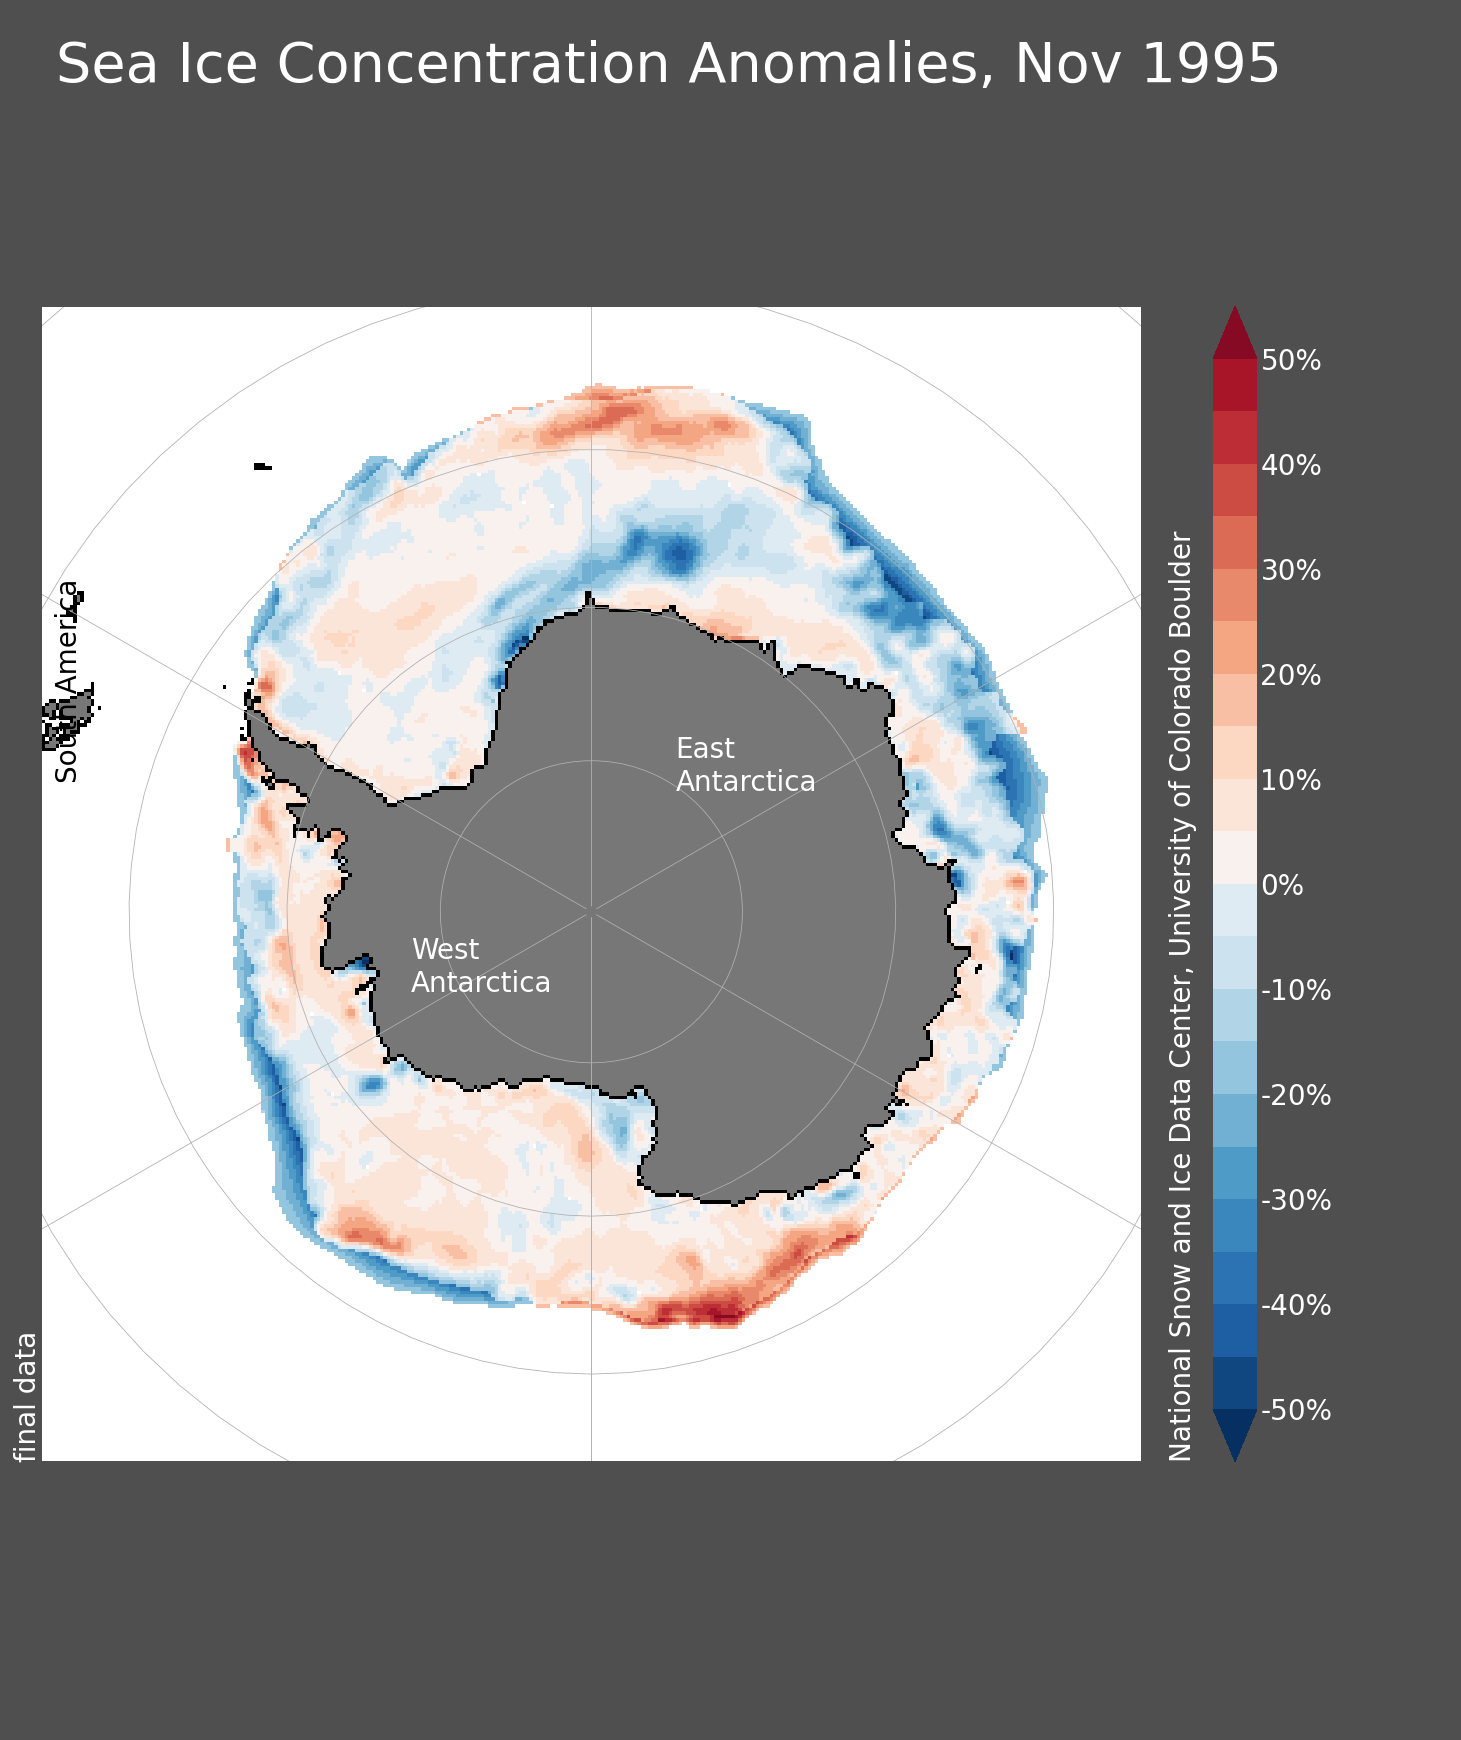 Sea Ice Concentration Anomalies, Nov 1995
South America
East
Antarctica
West
Antarctica
final data
National Snow and Ice Data Center, University of Colorado Boulder
50%
40%
30%
20%
10%
0%
-10%
-20%
-30%
-40%
-50%